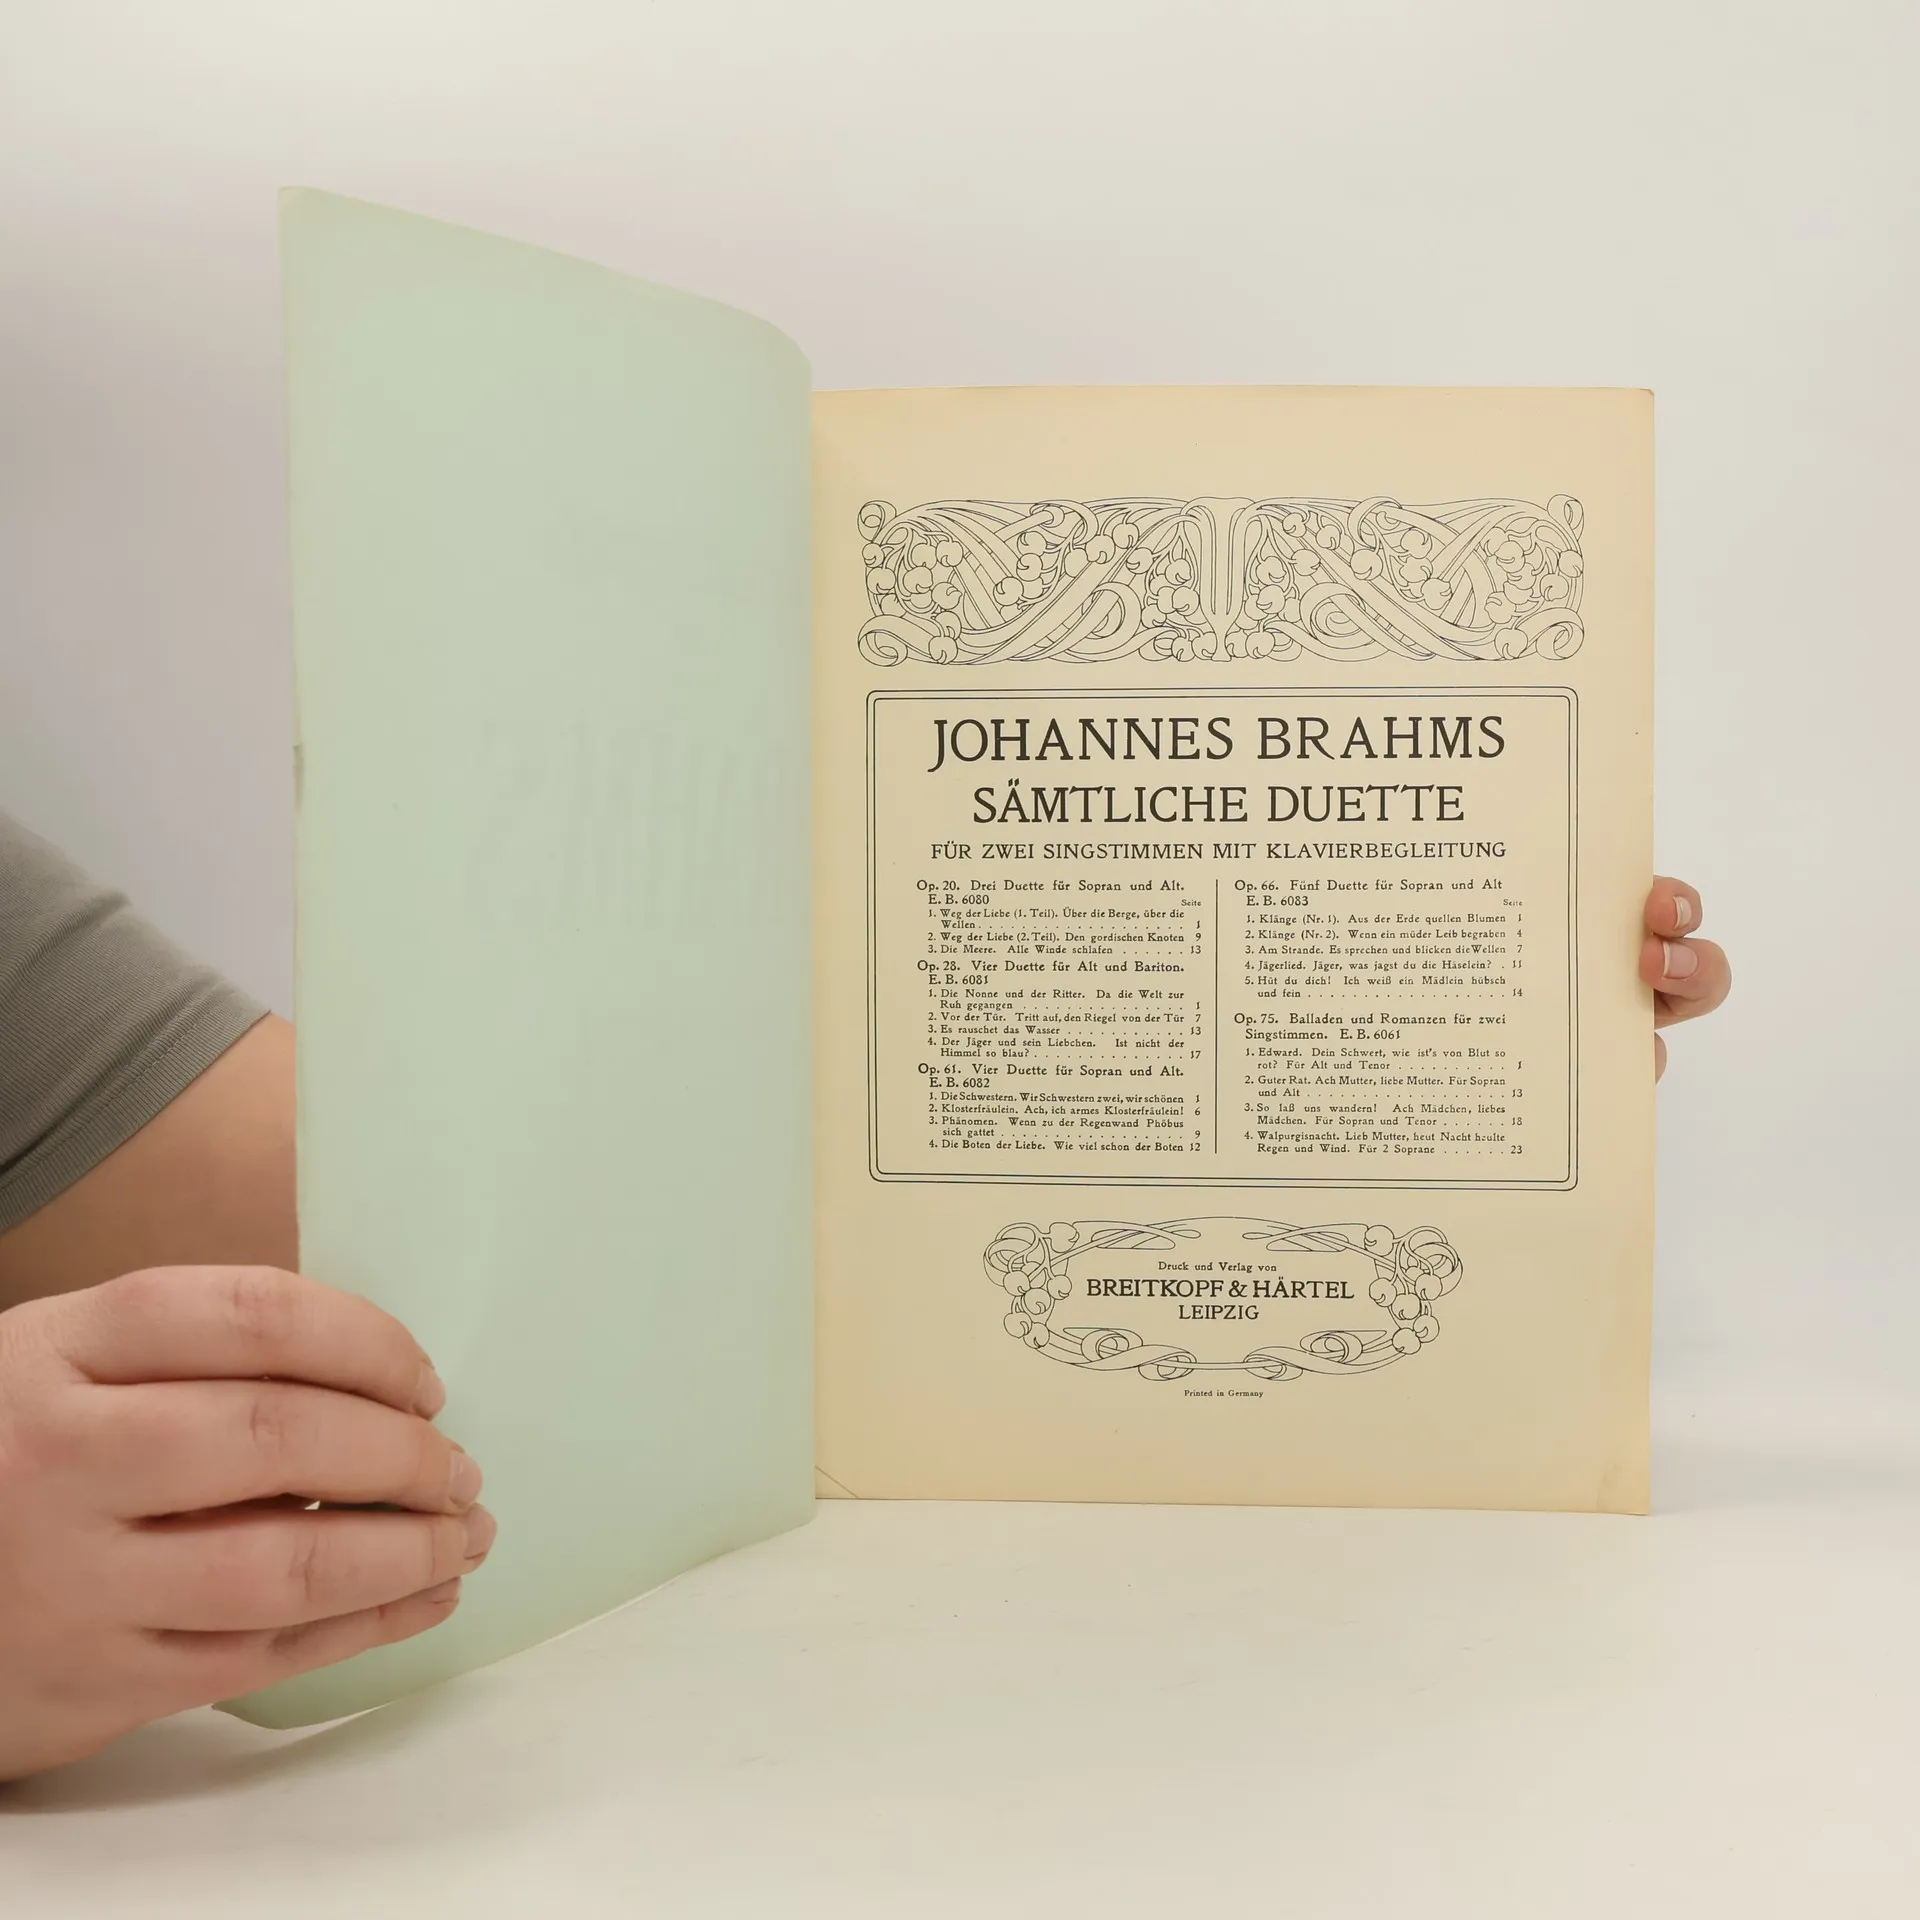 JOHANNES BRAHMS
SÄMTLICHE DUETTE
FÜR ZWEI SINGSTIMMEN MIT KLAVIERBEGLEITUNG
Op. 20. Drei Duette für Sopran und Alt.
E. B. 6080 Seite
1. Weg der Liebe (1. Teil). Über die Berge, über die
Wellen . . . . . . . . . . . . . . . . . . 1
2. Weg der Liebe (2. Teil). Den gordischen Knoten 9
3. Die Meere. Alle Winde schlafen . . . . . . 13
Op. 28. Vier Duette für Alt und Bariton.
E. B. 6081
1. Die Nonne und der Ritter. Da die Welt zur
Ruh gegangen . . . . . . . . . . . . . . 1
2. Vor der Tür. Tritt auf, den Riegel von der Tür 7
3. Es rauschet das Wasser . . . . . . . . . . . 13
4. Der Jäger und sein Liebchen. Ist nicht der
Himmel so blau? . . . . . . . . . . . . . 17
Op. 61. Vier Duette für Sopran und Alt.
E. B. 6082
1. Die Schwestern. Wir Schwestern zwei, wir schönen 1
2. Klosterfräulein. Ach, ich armes Klosterfräulein! 6
3. Phänomen. Wenn zu der Regenwand Phöbus
sich gattet . . . . . . . . . . . . . . . . 9
4. Die Boten der Liebe. Wie viel schon der Boten 12
Op. 66. Fünf Duette für Sopran und Alt
E. B. 6083 Seite
1. Klänge (Nr. 1). Aus der Erde quellen Blumen 1
2. Klänge (Nr. 2). Wenn ein müder Leib begraben 4
3. Am Strande. Es sprechen und blicken die Wellen 7
4. Jägerlied. Jäger, was jagst du die Häselein? . 11
5. Hüt du dich! Ich weiß ein Mädlein hübsch
und fein . . . . . . . . . . . . . . . . . . 14
Op. 75. Balladen und Romanzen für zwei
Singstimmen. E. B. 6061
1. Edward. Dein Schwert, wie ist's von Blut so
rot? Für Alt und Tenor . . . . . . . . . . 1
2. Guter Rat. Ach Mutter, liebe Mutter. Für Sopran
und Alt . . . . . . . . . . . . . . . . . . 13
3. So laß uns wandern! Ach Mädchen, liebes
Mädchen. Für Sopran und Tenor . . . . . . 18
4. Walpurgisnacht. Lieb Mutter, heut Nacht heulte
Regen und Wind. Für 2 Soprane . . . . . . 23
Druck und Verlag von
BREITKOPF & HÄRTEL
LEIPZIG
Printed in Germany